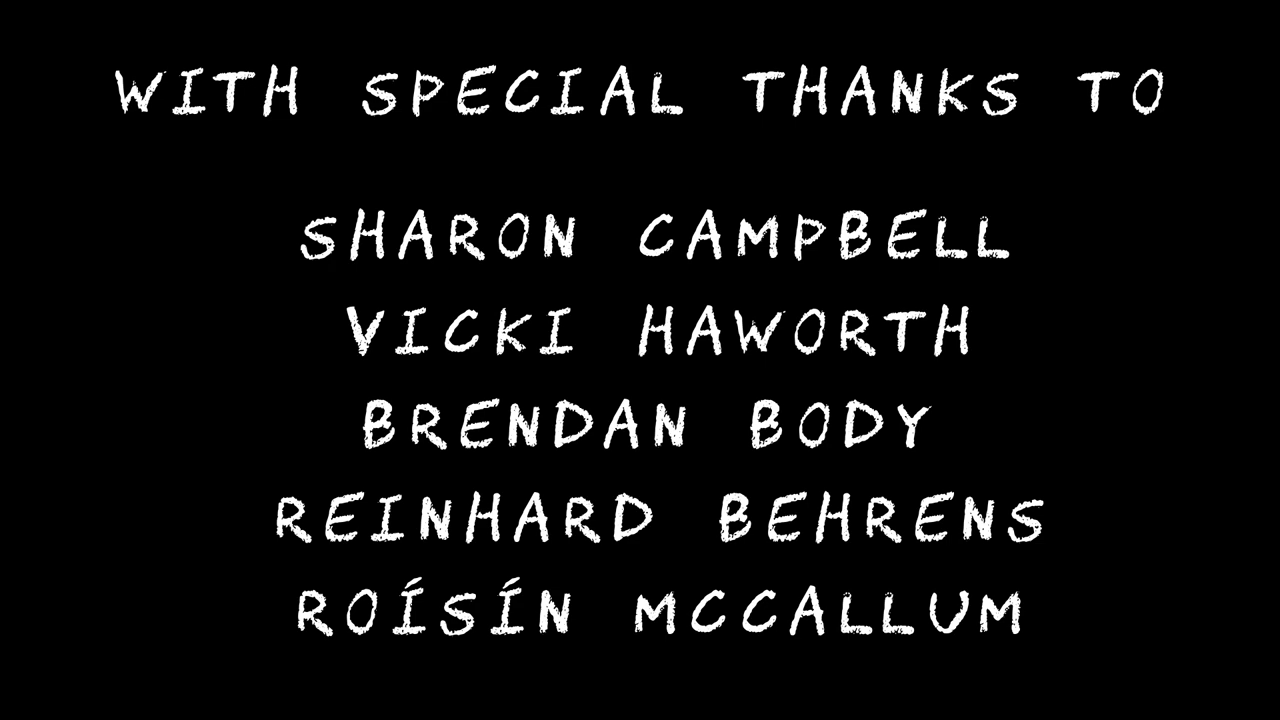 WITH SPECIAL THANKS TO
SHARON CAMPBELL
VICKI HAWORTH
BRENDAN BODY
REINHARD BEHRENS
ROÍSÍN MCCALLUM